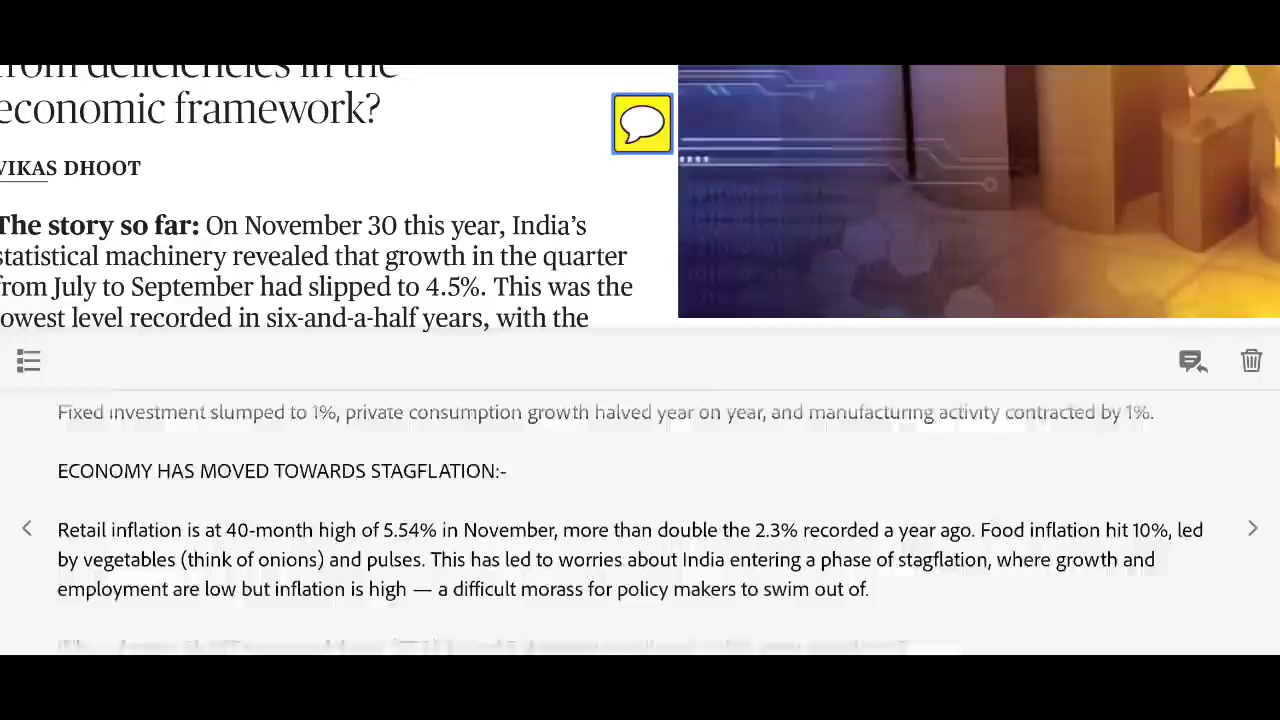 from deficiencies in the
economic framework?
VIKAS DHOOT
The story so far: On November 30 this year, India’s
statistical machinery revealed that growth in the quarter
from July to September had slipped to 4.5%. This was the
lowest level recorded in six-and-a-half years, with the
Fixed investment slumped to 1%, private consumption growth halved year on year, and manufacturing activity contracted by 1%.
ECONOMY HAS MOVED TOWARDS STAGFLATION:-
Retail inflation is at 40-month high of 5.54% in November, more than double the 2.3% recorded a year ago. Food inflation hit 10%, led
by vegetables (think of onions) and pulses. This has led to worries about India entering a phase of stagflation, where growth and
employment are low but inflation is high — a difficult morass for policy makers to swim out of.